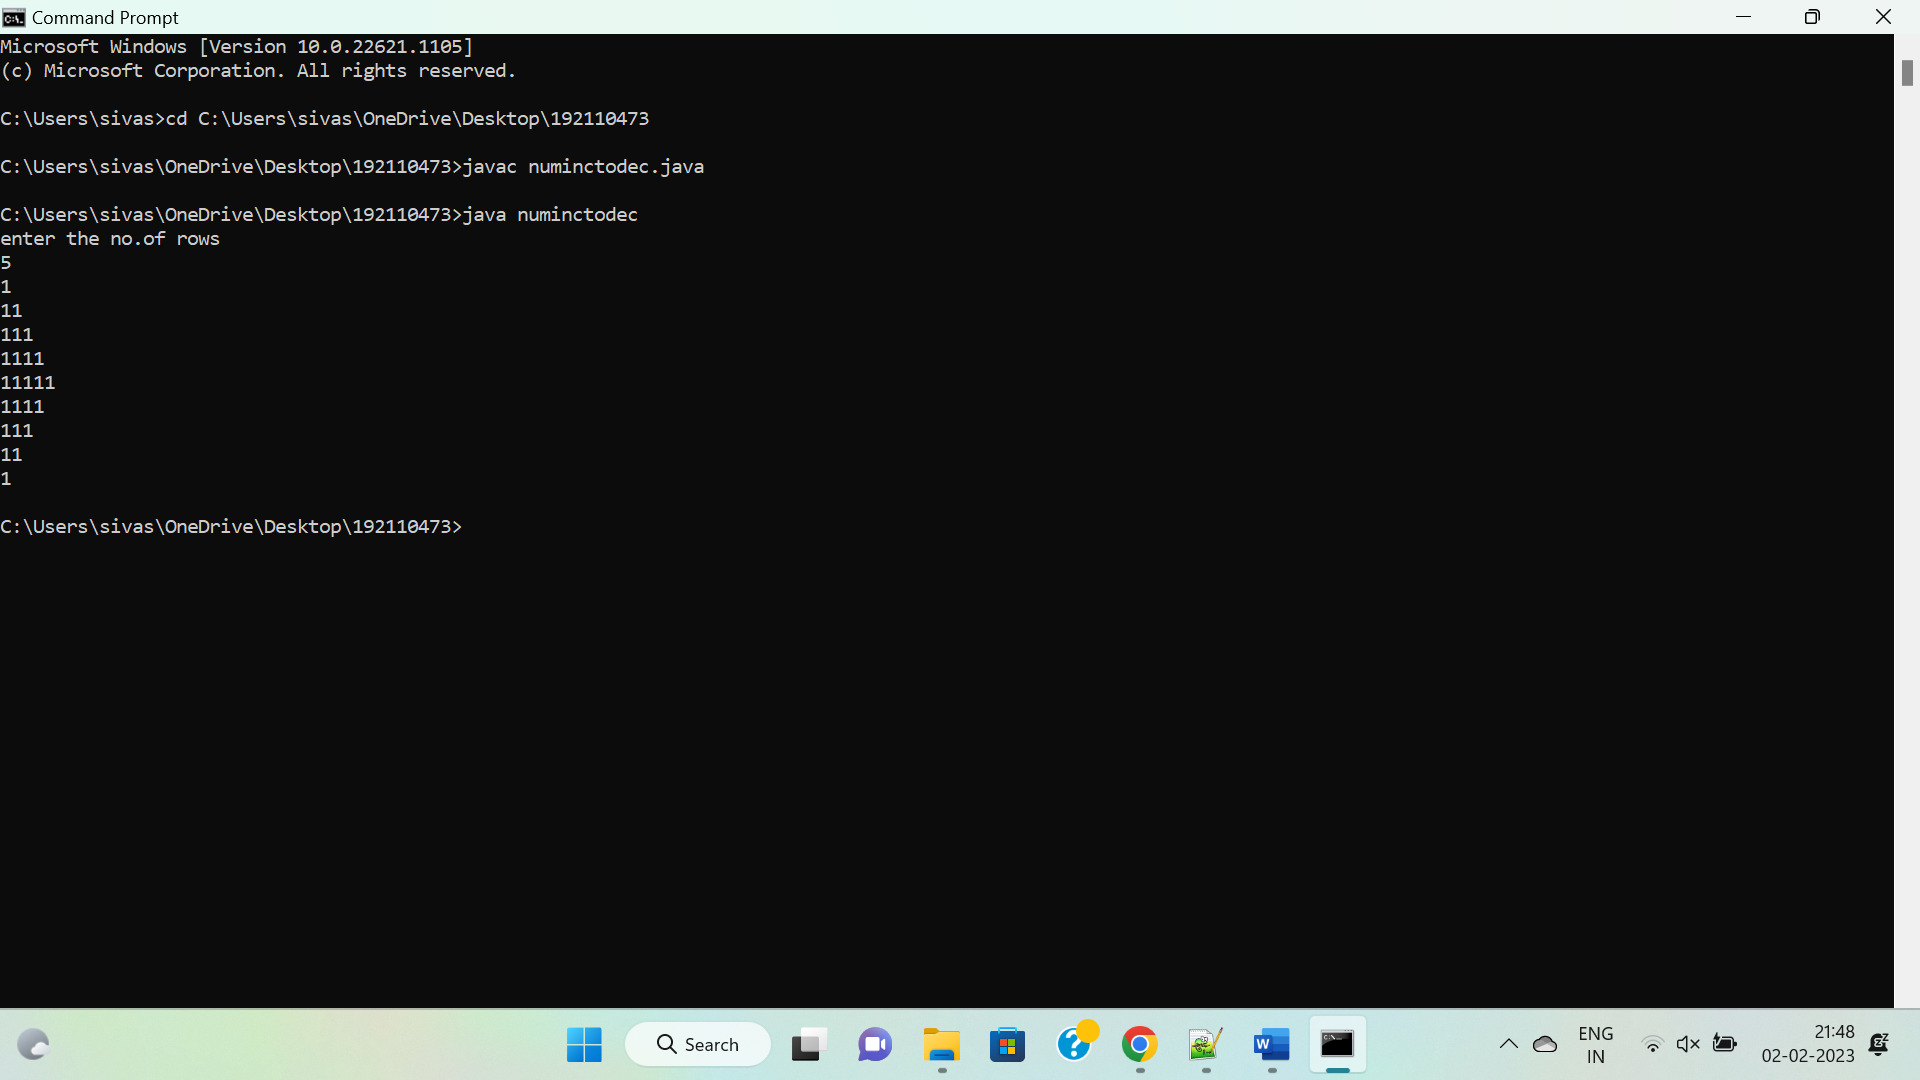 Command Prompt
Microsoft Windows [Version 10.0.22621.1105]
(c) Microsoft Corporation. All rights reserved.
C:\Users\sivas>cd C:\Users\sivas\OneDrive\Desktop\192110473
C:\Users\sivas\OneDrive\Desktop\192110473>javac numinctodec.java
C:\Users\sivas\OneDrive\Desktop\192110473>java numinctodec
enter the no.of rows
5
1
11
111
1111
11111
1111
111
11
1
C:\Users\sivas\OneDrive\Desktop\192110473>
Search
ENG
IN
21:48
02-02-2023